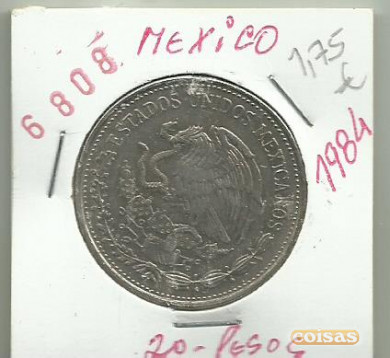 MEXiCO
6808
1,75
€
1984
ESTADOS UNIDOS MEXICANOS
20-PESOS
coisas